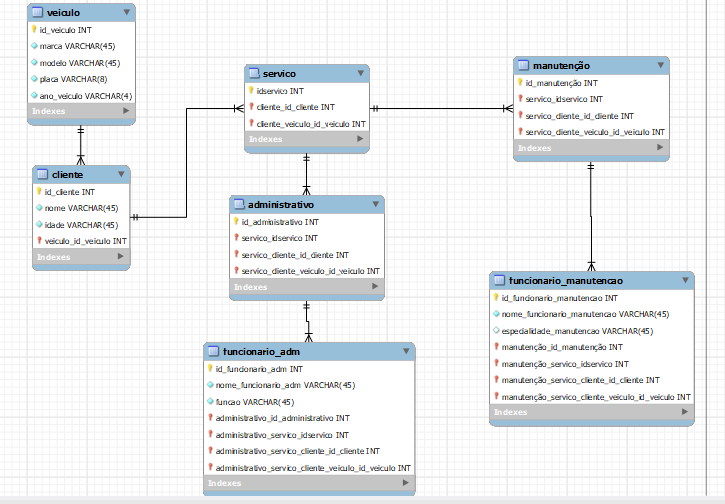 veiculo
id_veiculo INT
marca VARCHAR(45)
modelo VARCHAR(45)
placa VARCHAR(8)
ano_veiculo VARCHAR(4)
Indexes
cliente
id_cliente INT
nome VARCHAR(45)
idade VARCHAR(45)
veiculo_id_veiculo INT
Indexes
servico
idservico INT
cliente_id_cliente INT
cliente_veiculo_id_veiculo INT
Indexes
administrativo
id_administrativo INT
servico_idservico INT
servico_cliente_id_cliente INT
servico_cliente_veiculo_id_veiculo INT
Indexes
funcionario_adm
id_funcionario_adm INT
nome_funcionario_adm VARCHAR(45)
funcao VARCHAR(45)
administrativo_id_administrativo INT
administrativo_servico_idservico INT
administrativo_servico_cliente_id_cliente INT
administrativo_servico_cliente_veiculo_id_veiculo INT
Indexes
manutenção
id_manutenção INT
servico_idservico INT
servico_cliente_id_cliente INT
servico_cliente_veiculo_id_veiculo INT
Indexes
funcionario_manutencao
id_funcionario_manutencao INT
nome_funcionario_manutencao VARCHAR(45)
especialidade_manutencao VARCHAR(45)
manutenção_id_manutenção INT
manutenção_servico_idservico INT
manutenção_servico_cliente_id_cliente INT
manutenção_servico_cliente_veiculo_id_veiculo INT
Indexes